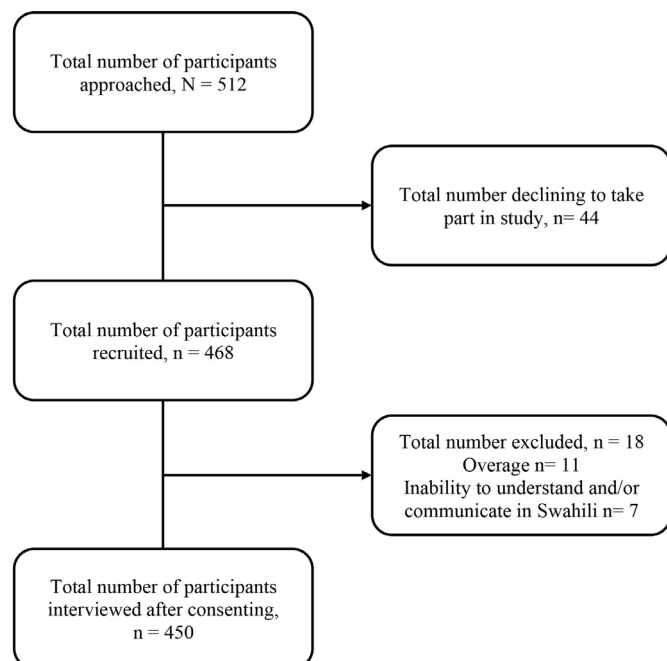 Total number of participants
approached, N = 512
Total number declining to take
part in study, n= 44
Total number of participants
recruited, n = 468
Total number excluded, n = 18
Overage n= 11
Inability to understand and/or
communicate in Swahili n= 7
Total number of participants
interviewed after consenting,
n = 450